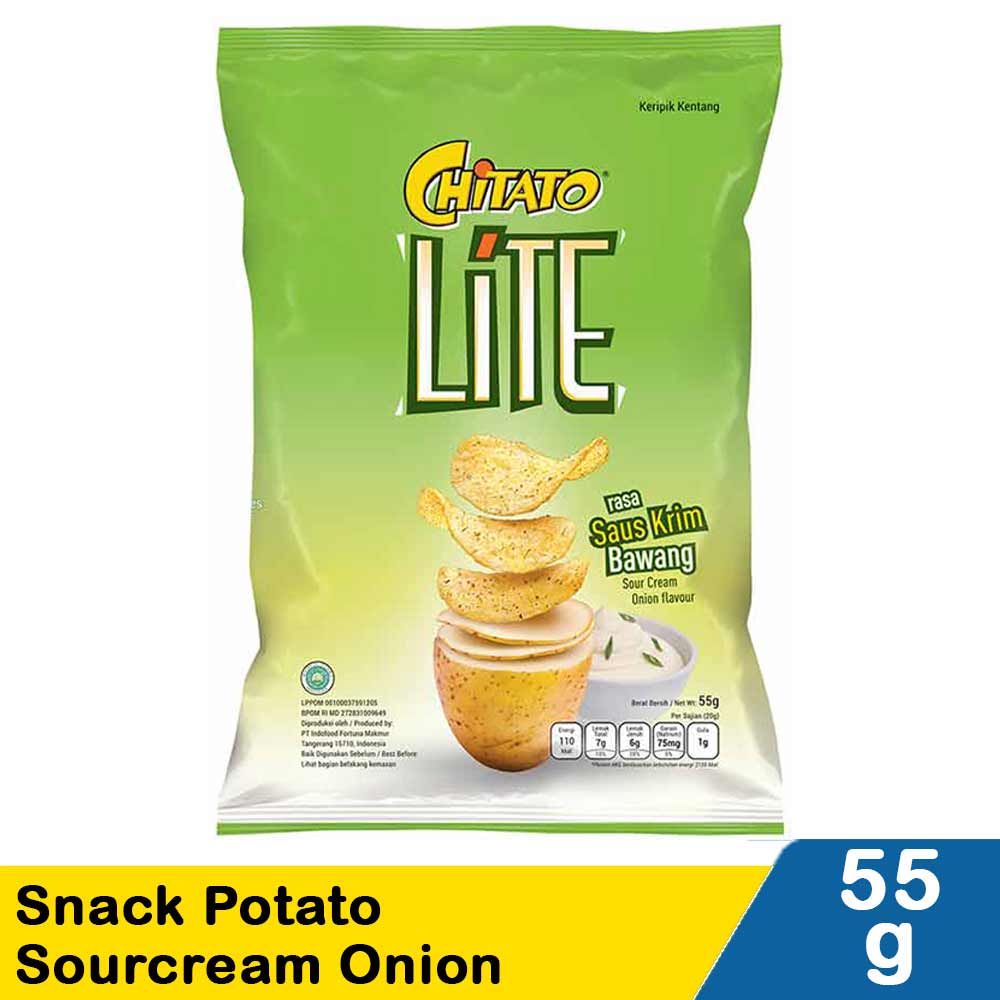 Keripik Kentang
CHiTATO®
LiTE
es
rasa
Saus Krim
Bawang
Sour Cream
Onion flavour
LPPOM 00100037591205
BPOM RI MD 272831009649
Diproduksi oleh / Produced by:
PT Indofood Fortuna Makmur
Tangerang 15710, Indonesia
Baik Digunakan Sebelum / Best Before
Lihat bagian belakang kemasan
Berat Bersih / Net Wt: 55g
Per Sajian (20g)
Energi 110 kkal
Lemak Total 7g
Lemak Jenuh 6g
Garam (Natrium) 75mg
Gula 1g
Snack Potato
Sourcream Onion
55
g